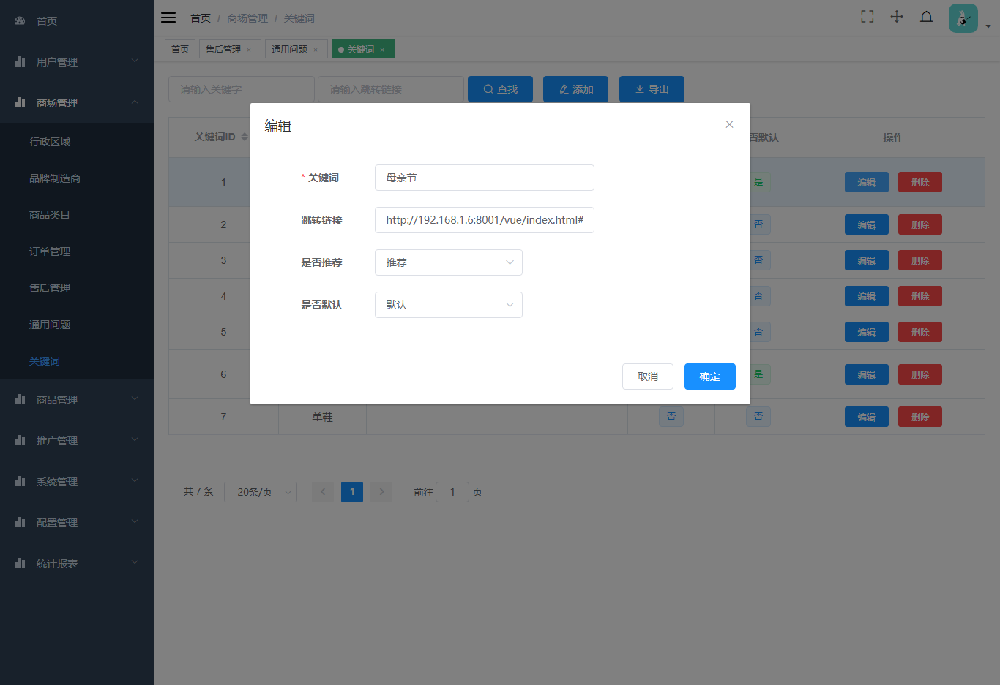 首页
用户管理
商场管理
行政区域
品牌制造商
商品类目
订单管理
售后管理
通用问题
关键词
商品管理
推广管理
系统管理
配置管理
统计报表
首页 / 商场管理 / 关键词
首页 售后管理 × 通用问题 × 关键词 ×
请输入关键字 请输入跳转链接 查找 添加 导出
关键词ID 否默认 操作
1 是 编辑 删除
2 否 编辑 删除
3 否 编辑 删除
4 否 编辑 删除
5 否 编辑 删除
6 是 编辑 删除
7 单鞋 否 否 编辑 删除
共 7 条 20条/页 1 前往 1 页
编辑
* 关键词 母亲节
跳转链接 http://192.168.1.6:8001/vue/index.html#
是否推荐 推荐
是否默认 默认
取消 确定